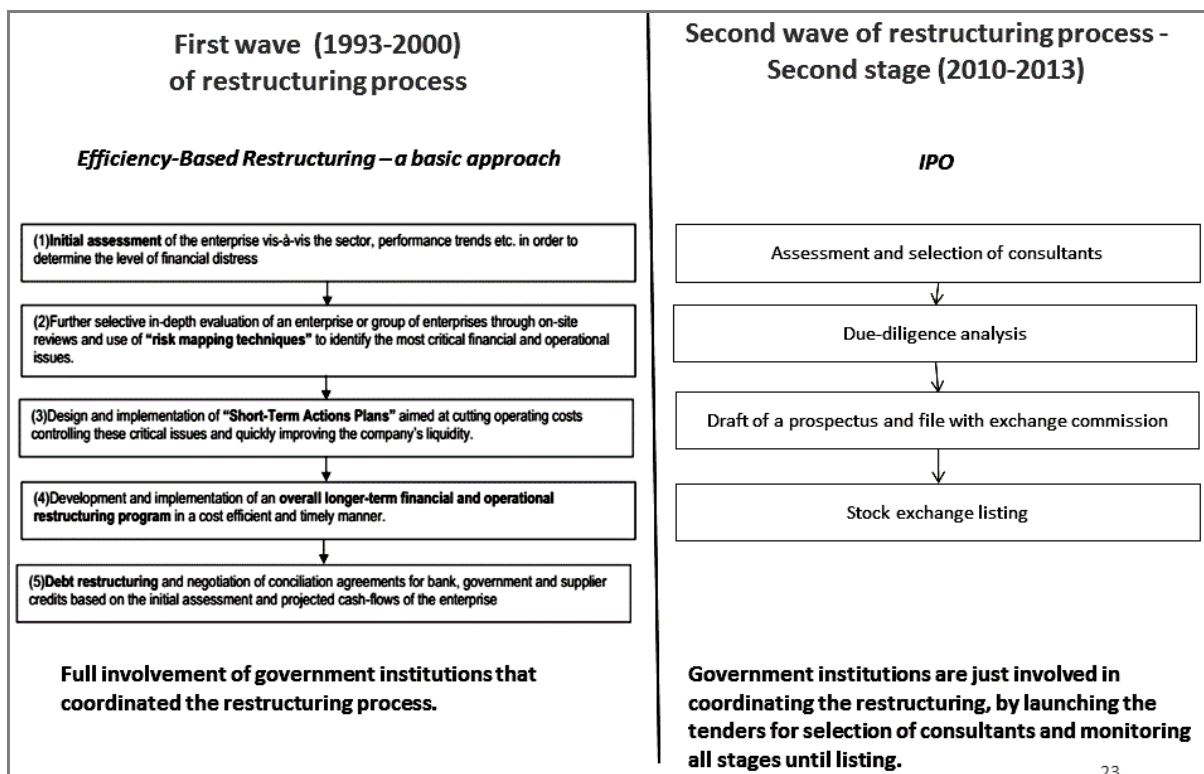 First wave (1993-2000)
of restructuring process
Efficiency-Based Restructuring – a basic approach
(1)Initial assessment of the enterprise vis-à-vis the sector, performance trends etc. in order to
determine the level of financial distress
(2)Further selective in-depth evaluation of an enterprise or group of enterprises through on-site
reviews and use of “risk mapping techniques” to identify the most critical financial and operational
issues.
(3)Design and implementation of “Short-Term Actions Plans” aimed at cutting operating costs
controlling these critical issues and quickly improving the company’s liquidity.
(4)Development and implementation of an overall longer-term financial and operational
restructuring program in a cost efficient and timely manner.
(5)Debt restructuring and negotiation of conciliation agreements for bank, government and supplier
credits based on the initial assessment and projected cash-flows of the enterprise
Full involvement of government institutions that
coordinated the restructuring process.
Second wave of restructuring process -
Second stage (2010-2013)
IPO
Assessment and selection of consultants
Due-diligence analysis
Draft of a prospectus and file with exchange commission
Stock exchange listing
Government institutions are just involved in
coordinating the restructuring, by launching the
tenders for selection of consultants and monitoring
all stages until listing.
23